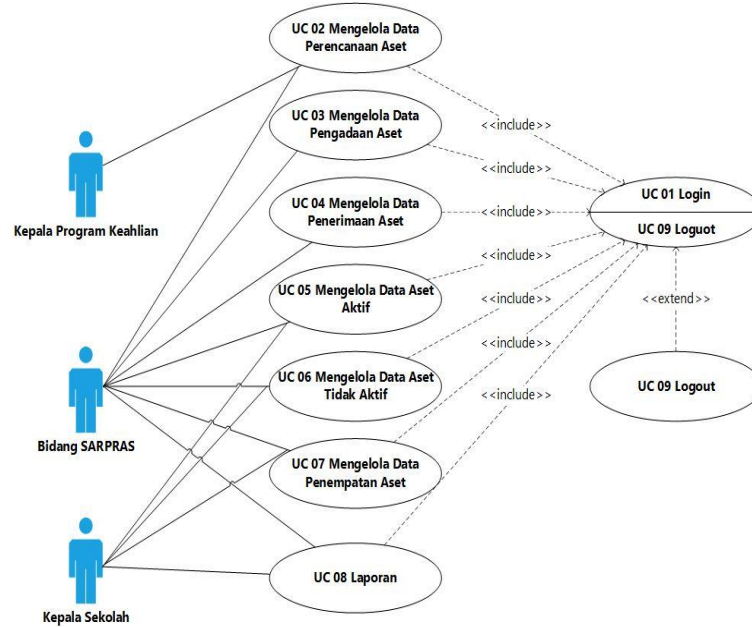 UC 02 Mengelola Data
Perencanaan Aset
UC 03 Mengelola Data
Pengadaan Aset
<<include>>
Kepala Program Keahlian
UC 04 Mengelola Data
Penerimaan Aset
<<include>>
<<include>>
UC 01 Login
UC 09 Loguot
UC 05 Mengelola Data Aset
Aktif
<<include>>
<<include>>
<<extend>>
Bidang SARPRAS
UC 06 Mengelola Data Aset
Tidak Aktif
<<include>>
<<include>>
UC 09 Logout
UC 07 Mengelola Data
Penempatan Aset
Kepala Sekolah
UC 08 Laporan